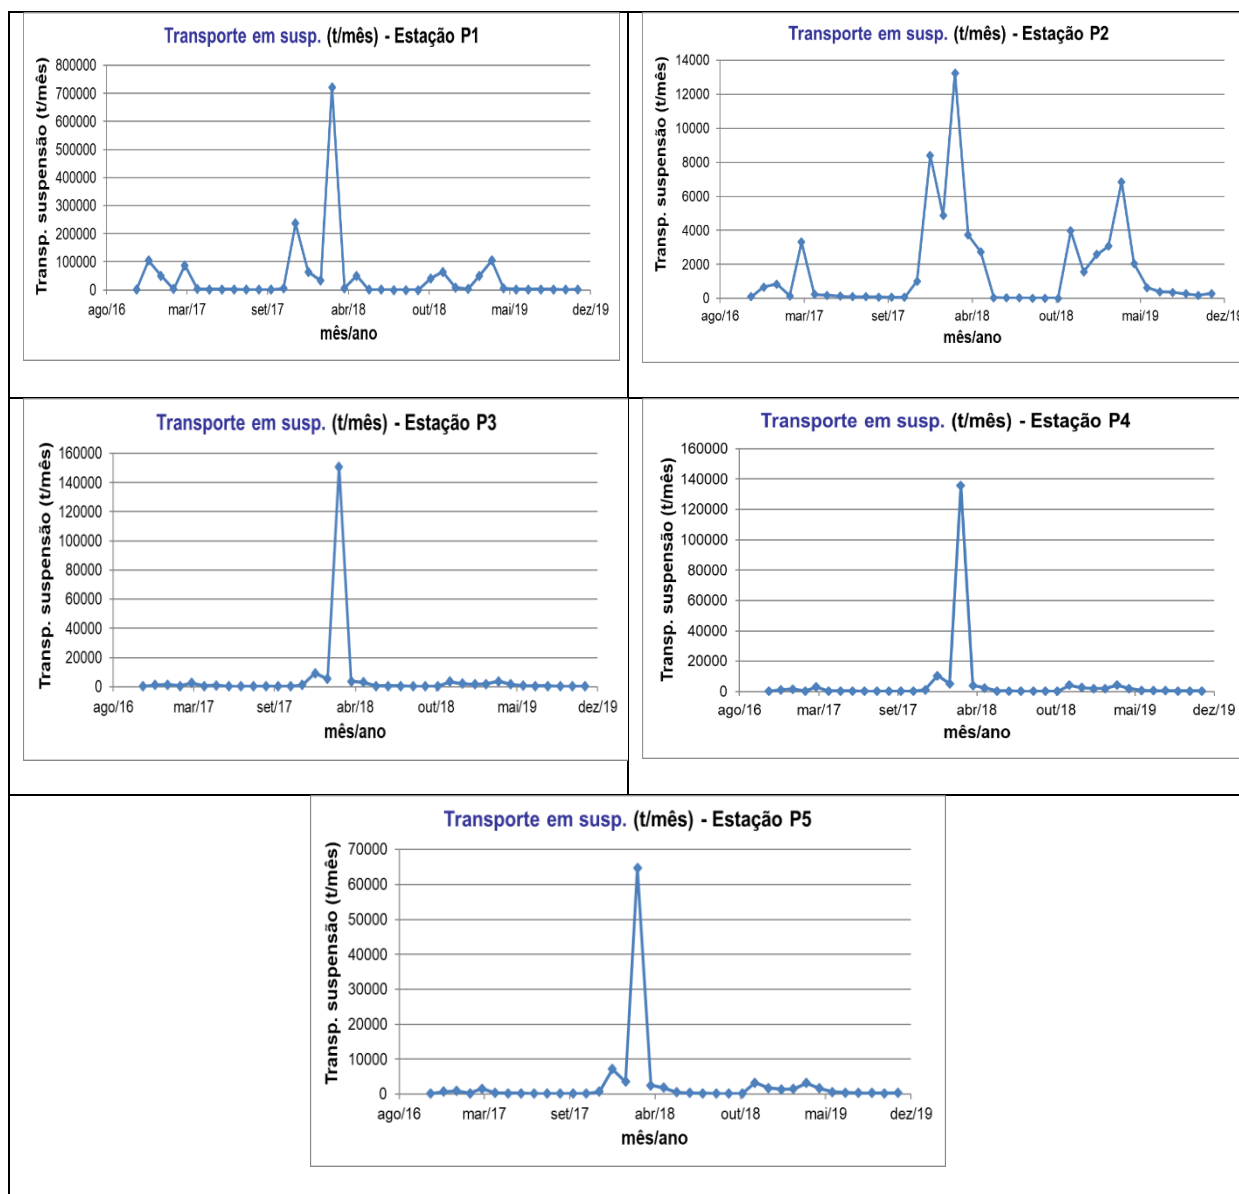 Transporte em susp. (t/mês) - Estação P1
Transp. suspensão (t/mês)
800000
700000
600000
500000
400000
300000
200000
100000
0
ago/16 mar/17 set/17 abr/18 out/18 mai/19 dez/19
mês/ano
Transporte em susp. (t/mês) - Estação P2
Transp. suspensão (t/mês)
14000
12000
10000
8000
6000
4000
2000
0
ago/16 mar/17 set/17 abr/18 out/18 mai/19 dez/19
mês/ano
Transporte em susp. (t/mês) - Estação P3
Transp. suspensão (t/mês)
160000
140000
120000
100000
80000
60000
40000
20000
0
ago/16 mar/17 set/17 abr/18 out/18 mai/19 dez/19
mês/ano
Transporte em susp. (t/mês) - Estação P4
Transp. suspensão (t/mês)
160000
140000
120000
100000
80000
60000
40000
20000
0
ago/16 mar/17 set/17 abr/18 out/18 mai/19 dez/19
mês/ano
Transporte em susp. (t/mês) - Estação P5
Transp. suspensão (t/mês)
70000
60000
50000
40000
30000
20000
10000
0
ago/16 mar/17 set/17 abr/18 out/18 mai/19 dez/19
mês/ano